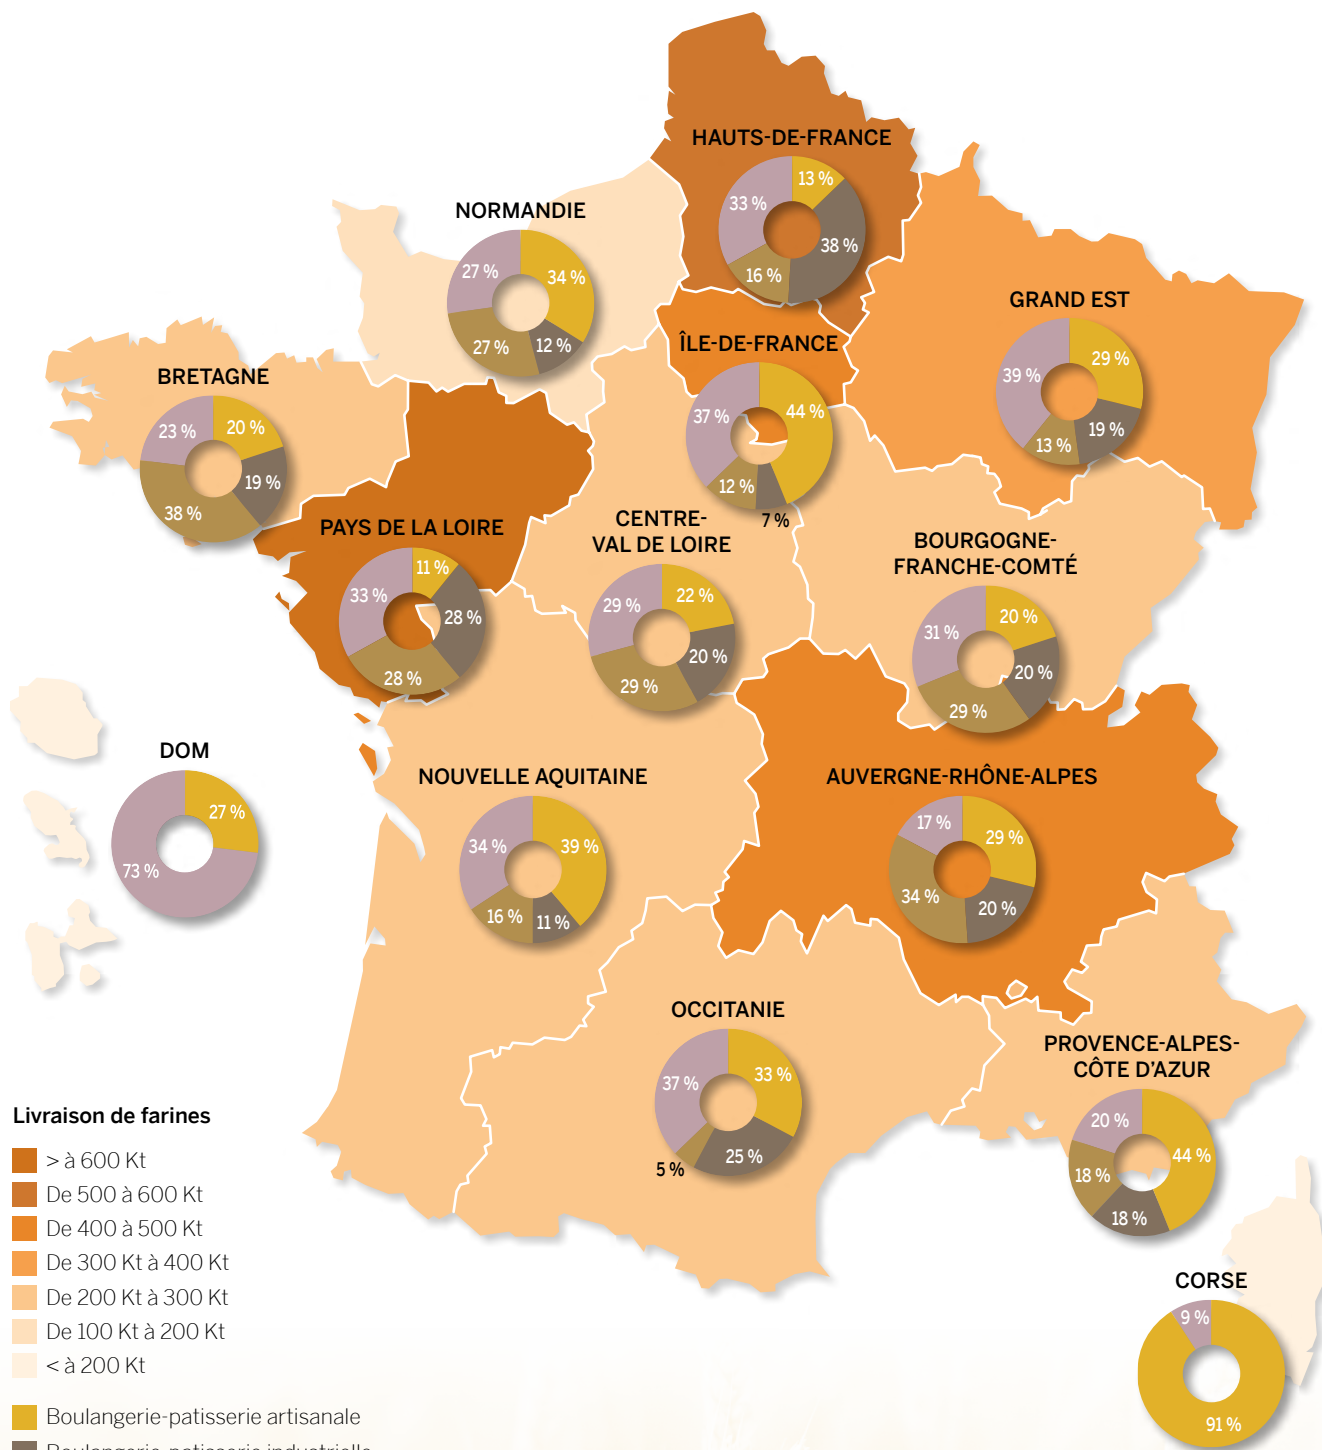 HAUTS-DE-FRANCE
13 %
33 %
38 %
16 %
NORMANDIE
27 %
34 %
27 %
12 %
GRAND EST
29 %
39 %
19 %
13 %
ÎLE-DE-FRANCE
37 %
44 %
12 %
7 %
BRETAGNE
23 %
20 %
19 %
38 %
PAYS DE LA LOIRE
11 %
33 %
28 %
28 %
CENTRE-
VAL DE LOIRE
29 %
22 %
20 %
29 %
BOURGOGNE-
FRANCHE-COMTÉ
31 %
20 %
20 %
29 %
DOM
27 %
73 %
NOUVELLE AQUITAINE
34 %
39 %
16 %
11 %
AUVERGNE-RHÔNE-ALPES
17 %
29 %
34 %
20 %
OCCITANIE
37 %
33 %
5 %
25 %
PROVENCE-ALPES-
CÔTE D'AZUR
20 %
44 %
18 %
18 %
CORSE
9 %
91 %
Livraison de farines
> à 600 Kt
De 500 à 600 Kt
De 400 à 500 Kt
De 300 Kt à 400 Kt
De 200 Kt à 300 Kt
De 100 Kt à 200 Kt
< à 200 Kt
Boulangerie-patisserie artisanale
Boulangerie-patisserie industrielle